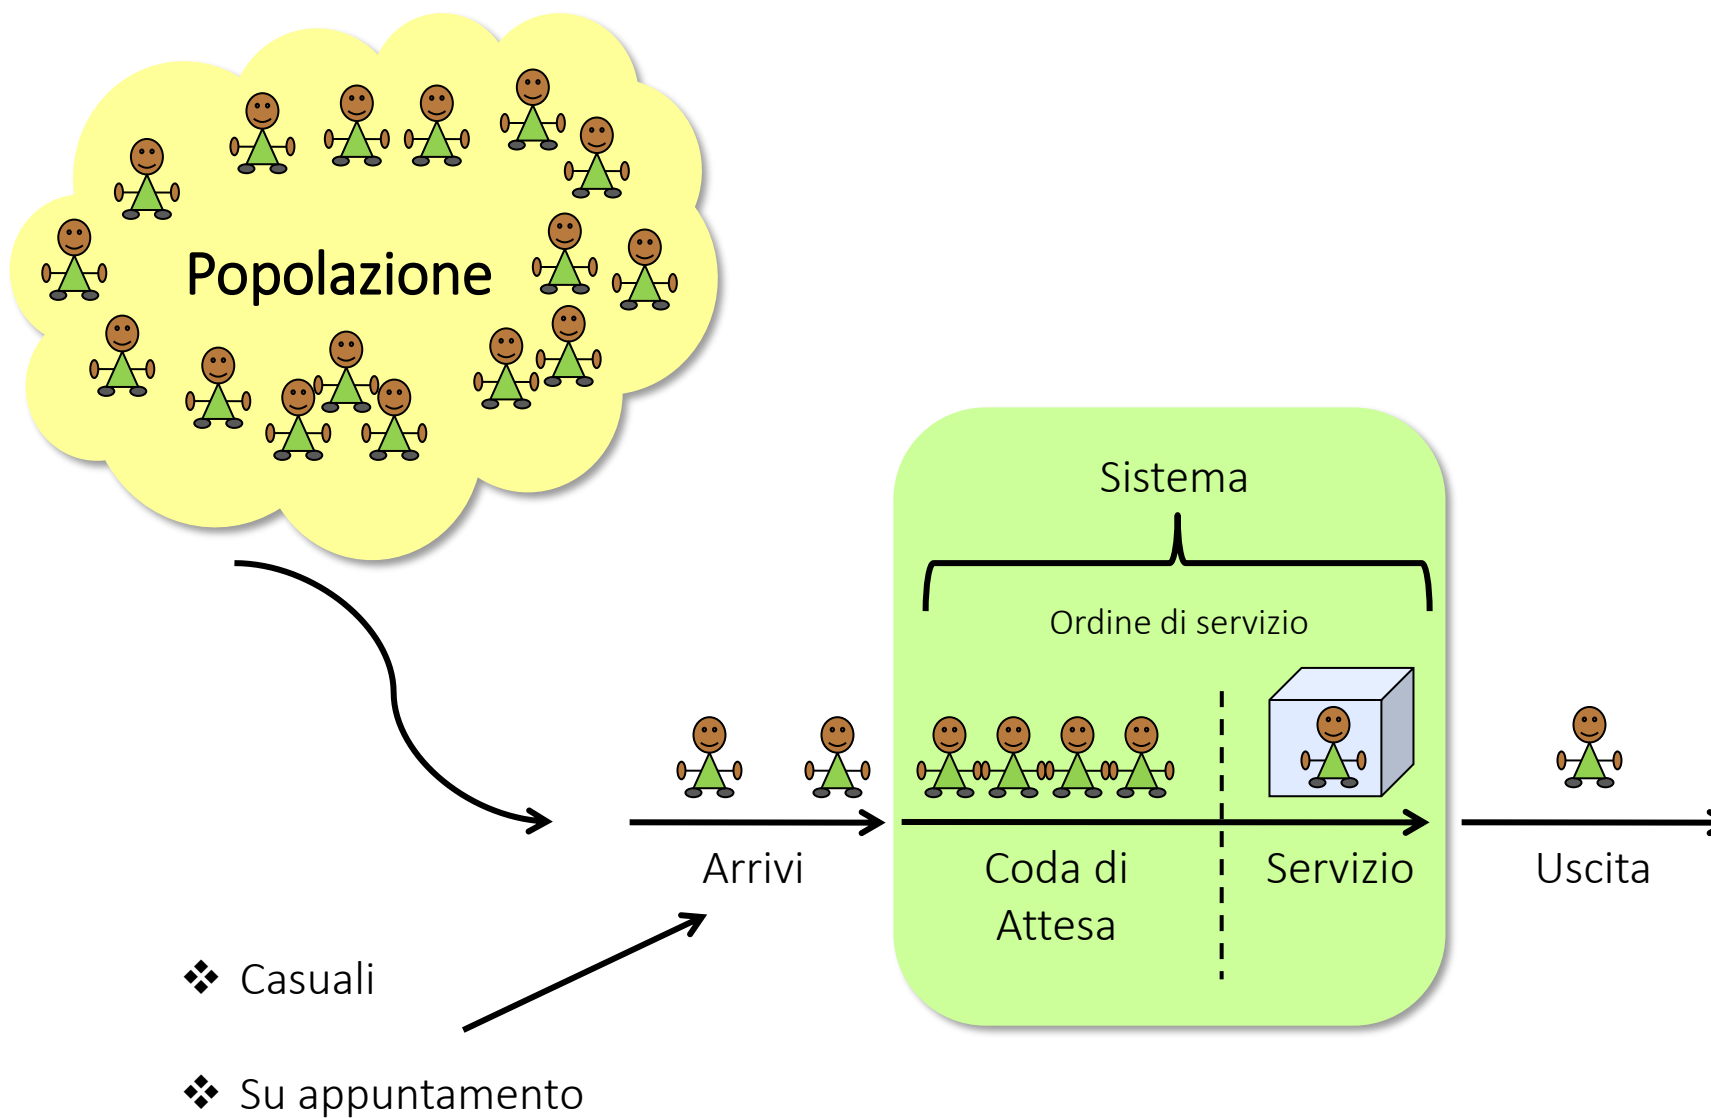 Popolazione
Sistema
Ordine di servizio
Arrivi
Coda di
Attesa
Servizio
Uscita
❖ Casuali
❖ Su appuntamento